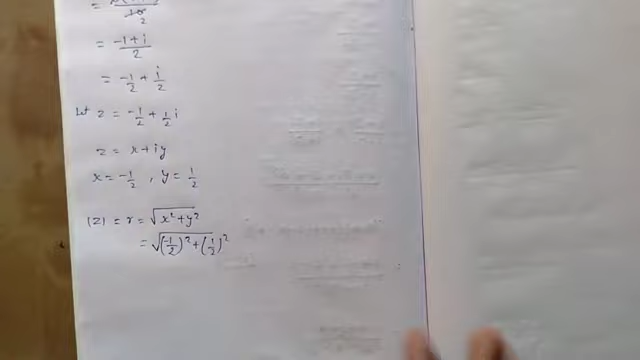 = -1+i / 2
= -1/2 + i/2
Let z = -1/2 + 1/2 i
z = x+iy
x = -1/2 , y = 1/2
|z| = r = √x²+y²
= √(-1/2)²+(1/2)²